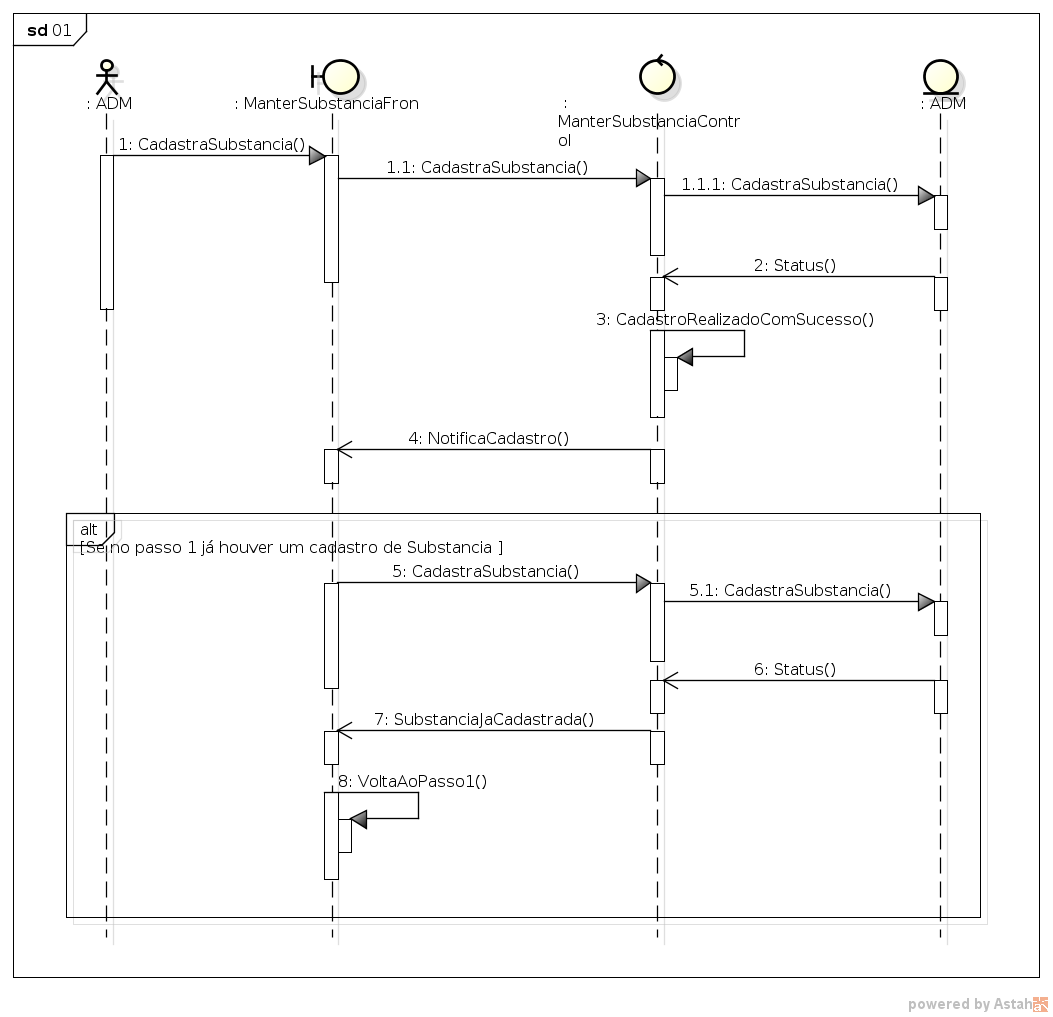 sd 01
: ADM
: ManterSubstanciaFron
:
ManterSubstanciaContr
ol
: ADM
1: CadastraSubstancia()
1.1: CadastraSubstancia()
1.1.1: CadastraSubstancia()
2: Status()
3: CadastroRealizadoComSucesso()
4: NotificaCadastro()
alt
[Se no passo 1 já houver um cadastro de Substancia ]
5: CadastraSubstancia()
5.1: CadastraSubstancia()
6: Status()
7: SubstanciaJaCadastrada()
8: VoltaAoPasso1()
powered by Astah